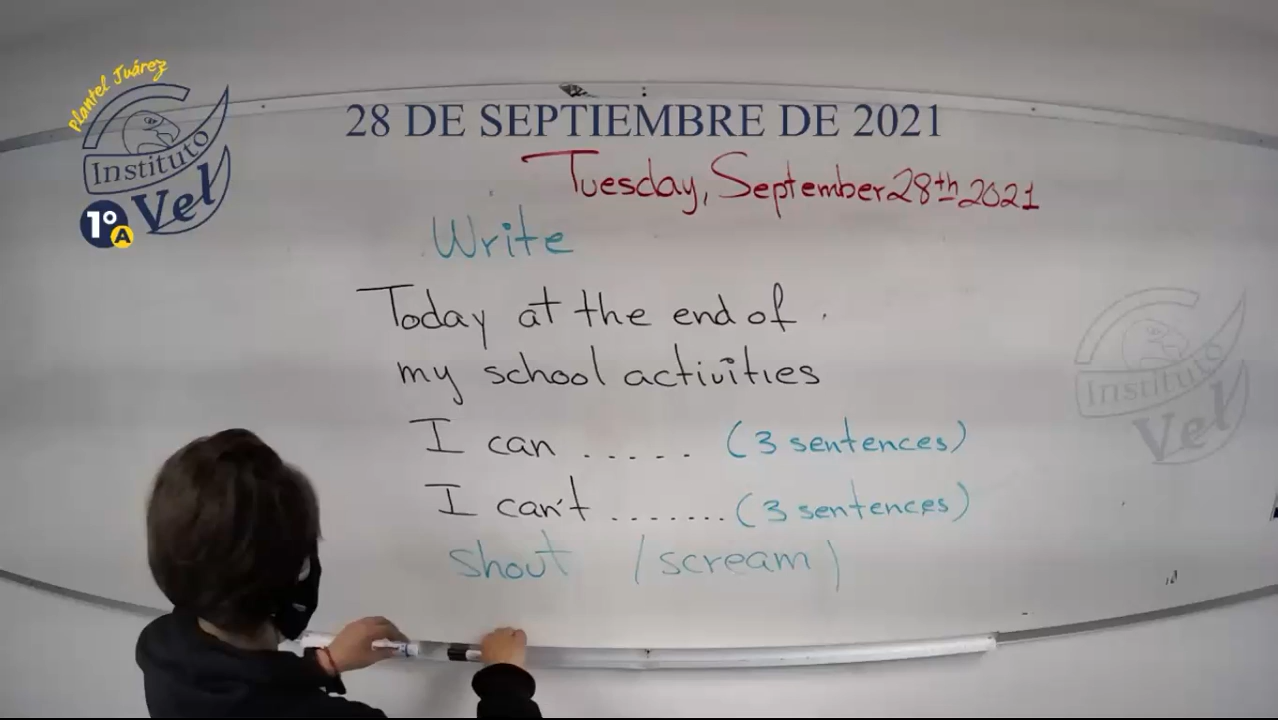 Plantel Juárez
Instituto
Vel
1º
A
28 DE SEPTIEMBRE DE 2021
Tuesday, September 28th 2021
Write
Today at the end of
my school activities
I can ..... (3 sentences)
I can't ....... (3 sentences)
shout / scream)
Instituto
Vel